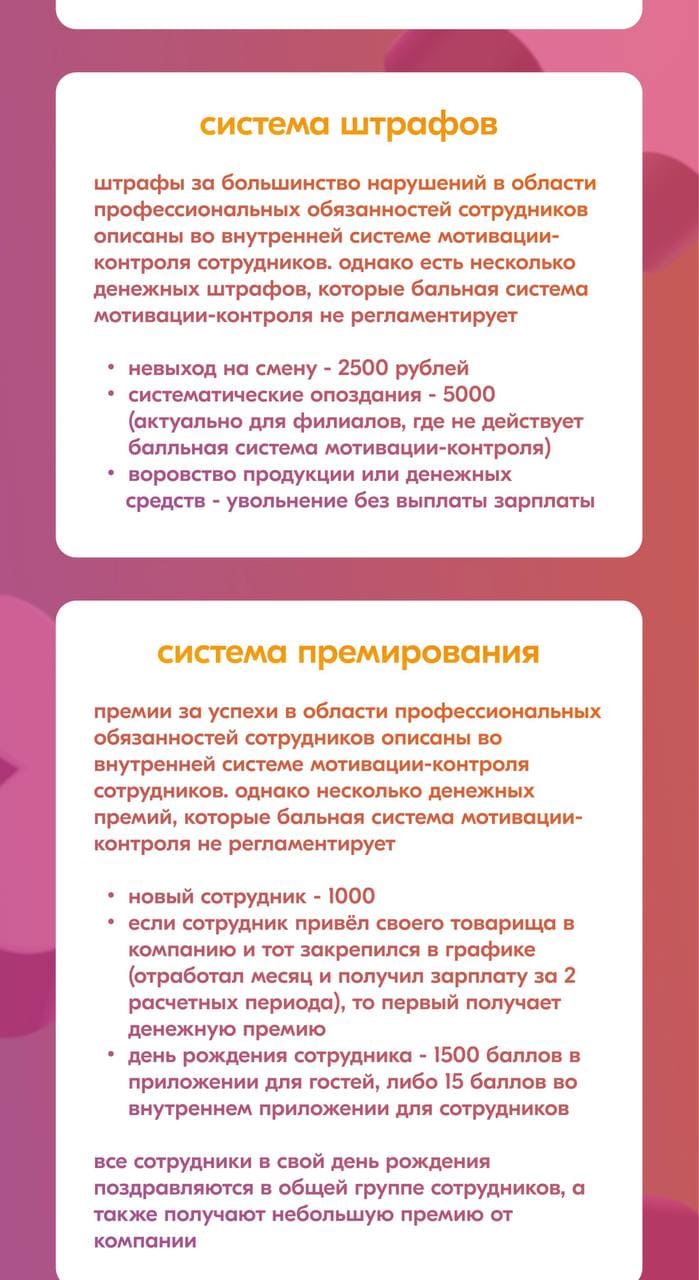 система штрафов
штрафы за большинство нарушений в области
профессиональных обязанностей сотрудников
описаны во внутренней системе мотивации-
контроля сотрудников. однако есть несколько
денежных штрафов, которые бальная система
мотивации-контроля не регламентирует
• невыход на смену - 2500 рублей
• систематические опоздания - 5000
(актуально для филиалов, где не действует
балльная система мотивации-контроля)
• воровство продукции или денежных
средств - увольнение без выплаты зарплаты
система премирования
премии за успехи в области профессиональных
обязанностей сотрудников описаны во
внутренней системе мотивации-контроля
сотрудников. однако несколько денежных
премий, которые бальная система мотивации-
контроля не регламентирует
• новый сотрудник - 1000
• если сотрудник привёл своего товарища в
компанию и тот закрепился в графике
(отработал месяц и получил зарплату за 2
расчетных периода), то первый получает
денежную премию
• день рождения сотрудника - 1500 баллов в
приложении для гостей, либо 15 баллов во
внутреннем приложении для сотрудников
все сотрудники в свой день рождения
поздравляются в общей группе сотрудников, а
также получают небольшую премию от
компании